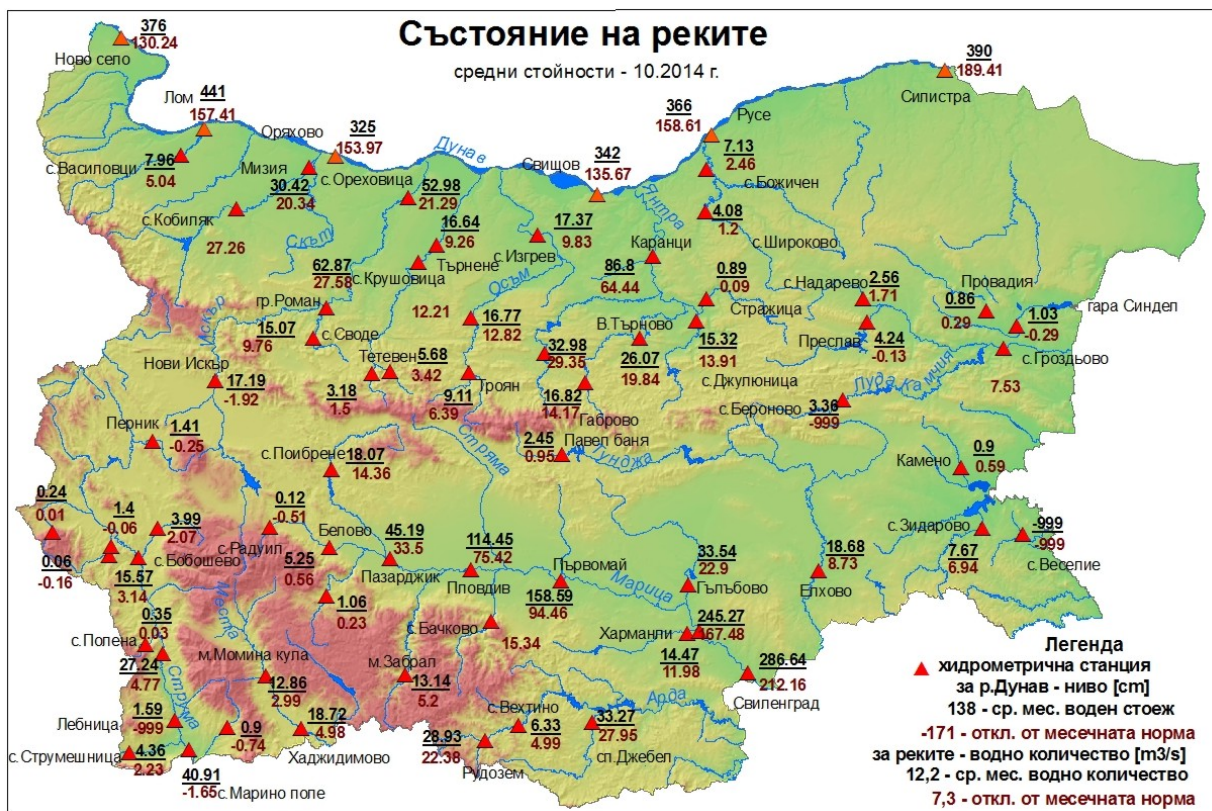 Състояние на реките
средни стойности - 10.2014 г.
376
130.24
Ново село
390
189.41
Силистра
Лом
441
157.41
Оряхово
325
153.97
Дунав
Свищов
342
135.67
366
158.61
Русе
7.13
2.46
с.Божичен
с.Василовци
7.96
5.04
Мизия
30.42
20.34
с.Ореховица
52.98
21.29
Янтра
4.08
1.2
с.Широково
с.Кобиляк
27.26
Скът
16.64
9.26
Търнене
17.37
9.83
с.Изгрев
Каранци
86.8
64.44
62.87
27.58
с.Крушовица
Осъм
0.89
0.09
Стражица
с.Надарево
2.56
1.71
Провадия
0.86
0.29
гара Синдел
1.03
-0.29
гр.Роман
Искър
12.21
16.77
12.82
В.Търново
15.32
13.91
Преслав
4.24
-0.13
с.Гроздьово
7.53
15.07
9.76
с.Своде
Тетевен
5.68
3.42
32.98
29.35
26.07
19.84
с.Джулюница
Луда Камчия
Нови Искър
17.19
-1.92
3.18
1.5
Троян
9.11
6.39
16.82
14.17
Габрово
с.Бероново
3.36
-999
Перник
1.41
-0.25
с.Поибрене
18.07
14.36
Стряма
2.45
0.95
Павел баня
Тунджа
Камено
0.9
0.59
0.24
0.01
1.4
-0.06
3.99
2.07
0.12
-0.51
с.Радуил
Белово
45.19
33.5
Пазарджик
114.45
75.42
Пловдив
Първомай
158.59
94.46
Марица
33.54
22.9
Гълъбово
18.68
8.73
Елхово
с.Зидарово
7.67
6.94
-999
-999
с.Веселие
0.06
-0.16
15.57
3.14
с.Бобошево
5.25
0.56
1.06
0.23
Места
0.35
0.03
с.Полена
27.24
4.77
с.Бачково
15.34
Харманли
245.27
167.48
14.47
11.98
286.64
212.16
Свиленград
м.Момина кула
12.86
2.99
м.Забрал
13.14
5.2
Арда
Струма
Лебница
1.59
-999
0.9
-0.74
18.72
4.98
Хаджидимово
с.Вехтино
6.33
4.99
33.27
27.95
сп.Джебел
28.93
22.38
Рудозем
с.Струмешница
4.36
2.23
40.91
-1.65
с.Марино поле
Легенда
хидрометрична станция
за р.Дунав - ниво [cm]
138 - ср. мес. воден стоеж
-171 - откл. от месечната норма
за реките - водно количество [m3/s]
12,2 - ср. мес. водно количество
7,3 - откл. от месечната норма